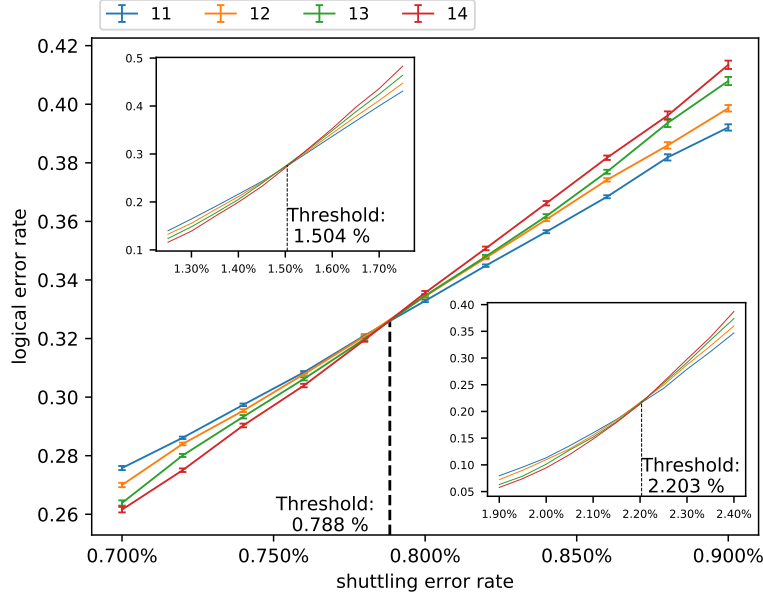 11 12 13 14
0.42
0.40
0.38
0.36
0.34
0.32
0.30
0.28
0.26
logical error rate
0.5
0.4
0.3
0.2
0.1
Threshold:
1.504 %
1.30% 1.40% 1.50% 1.60% 1.70%
0.40
0.35
0.30
0.25
0.20
0.15
0.10
0.05
Threshold:
2.203 %
1.90% 2.00% 2.10% 2.20% 2.30% 2.40%
Threshold:
0.788 %
0.700% 0.750% 0.800% 0.850% 0.900%
shuttling error rate